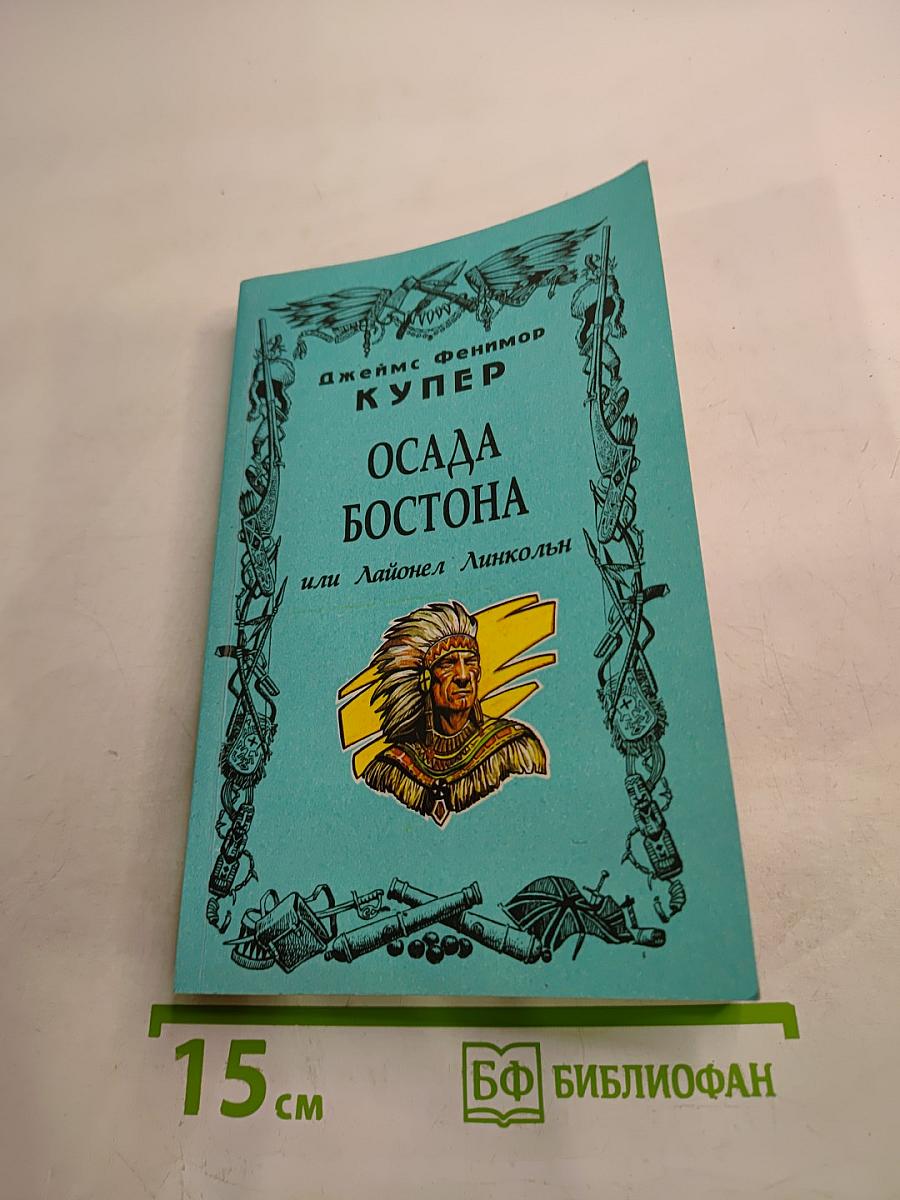 Джеймс Фенимор
КУПЕР
ОСАДА
БОСТОНА
или Лайонел Линкольн
15 см
БФ БИБЛИОФАН